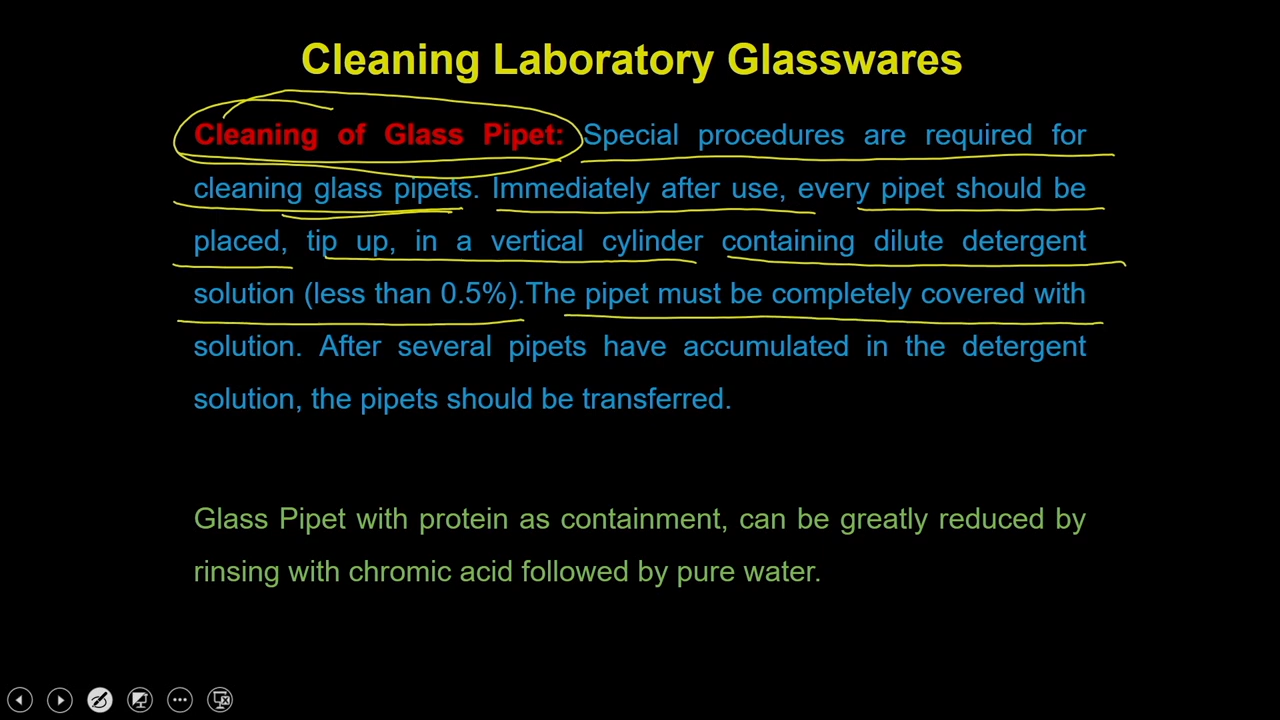 Cleaning Laboratory Glasswares
Cleaning of Glass Pipet: Special procedures are required for
cleaning glass pipets. Immediately after use, every pipet should be
placed, tip up, in a vertical cylinder containing dilute detergent
solution (less than 0.5%).The pipet must be completely covered with
solution. After several pipets have accumulated in the detergent
solution, the pipets should be transferred.
Glass Pipet with protein as containment, can be greatly reduced by
rinsing with chromic acid followed by pure water.